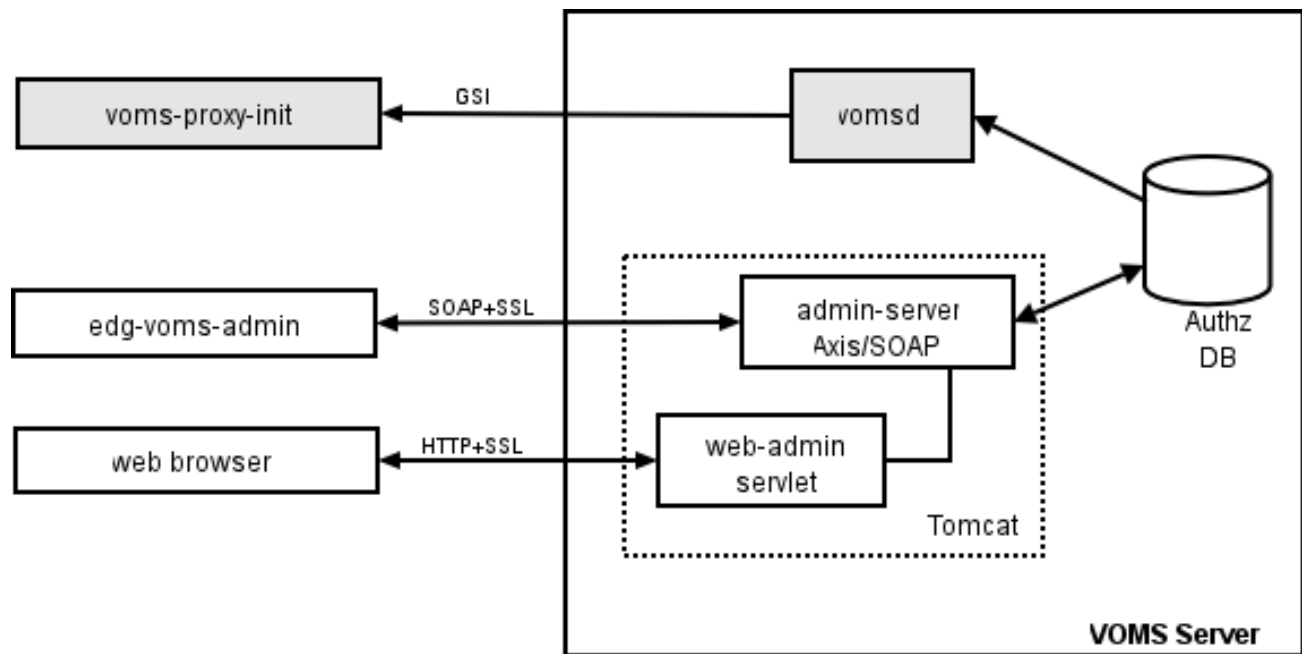 GSI
voms-proxy-init
vomsd
SOAP+SSL
edg-voms-admin
admin-server
Axis/SOAP
Authz
DB
HTTP+SSL
web browser
web-admin
servlet
Tomcat
VOMS Server